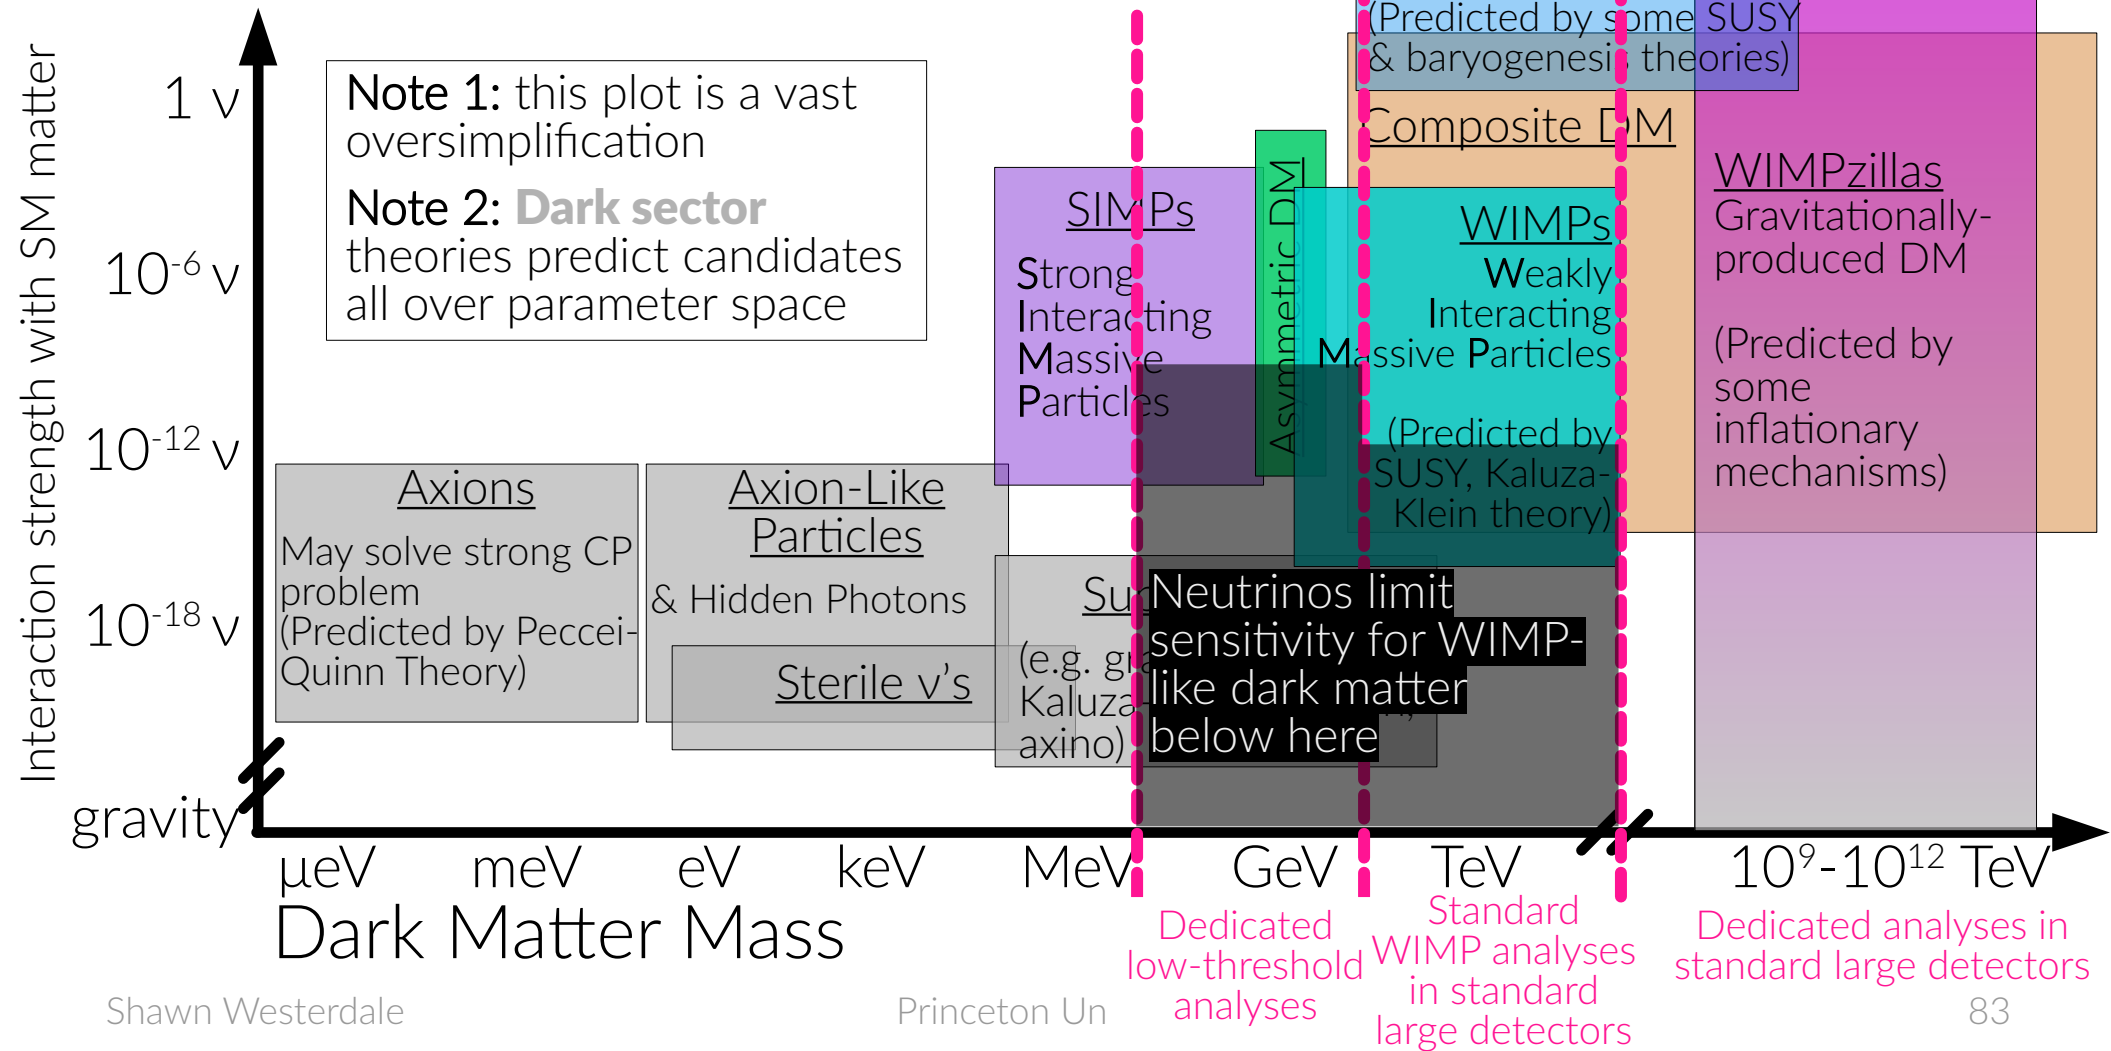 Interaction strength with SM matter
1 ν
10⁻⁶ ν
10⁻¹² ν
10⁻¹⁸ ν
gravity
Note 1: this plot is a vast
oversimplification
Note 2: Dark sector
theories predict candidates
all over parameter space
(Predicted by some SUSY
& baryogenesis theories)
Composite DM
SIMPs
Strong
Interacting
Massive
Particles
Asymmetric DM
WIMPs
Weakly
Interacting
Massive Particles
(Predicted by
SUSY, Kaluza-
Klein theory)
WIMPzillas
Gravitationally-
produced DM
(Predicted by
some
inflationary
mechanisms)
Axions
May solve strong CP
problem
(Predicted by Peccei-
Quinn Theory)
Axion-Like
Particles
& Hidden Photons
Sterile ν's
(e.g.
Kaluza-
axino)
Neutrinos limit
sensitivity for WIMP-
like dark matter
below here
μeV meV eV keV MeV GeV TeV 10⁹-10¹² TeV
Dark Matter Mass
Dedicated
low-threshold
analyses
Standard
WIMP analyses
in standard
large detectors
Dedicated analyses in
standard large detectors
Shawn Westerdale
Princeton Un
83